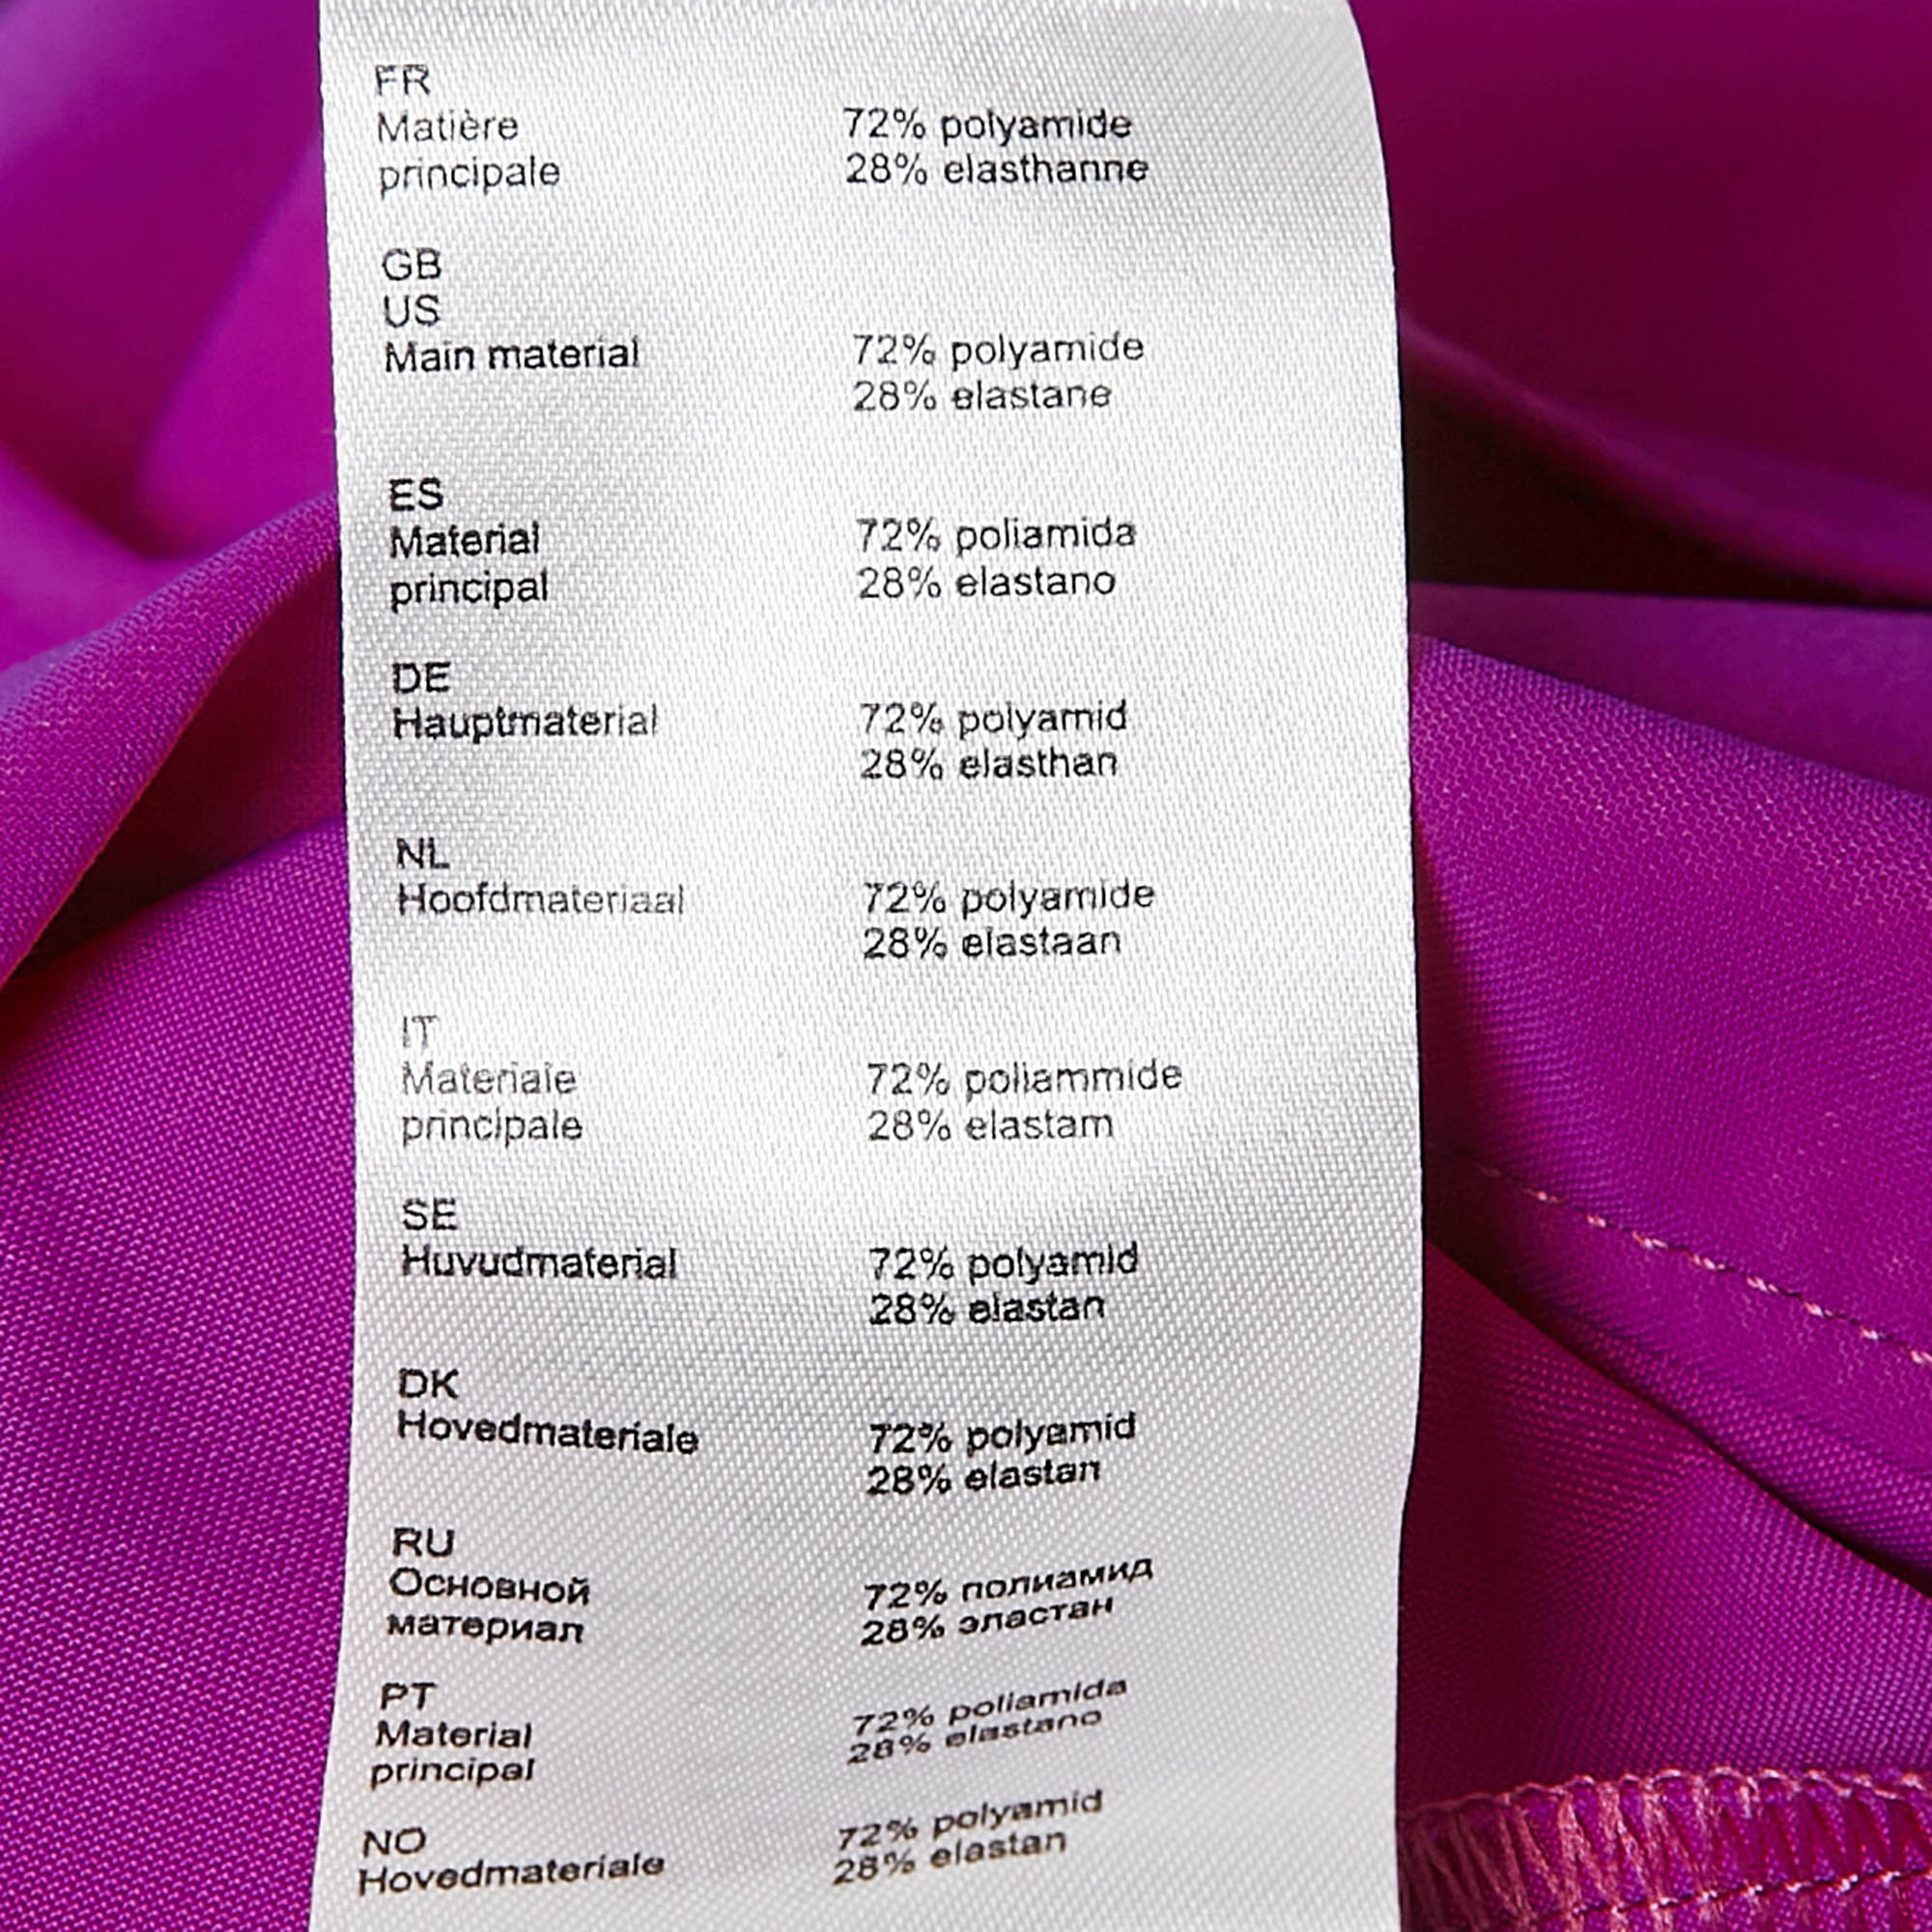 FR
Matière 72% polyamide
principale 28% elasthanne
GB
US
Main material 72% polyamide
28% elastane
ES
Material 72% poliamida
principal 28% elastano
DE
Hauptmaterial 72% polyamid
28% elasthan
NL
Hoofdmateriaal 72% polyamide
28% elastaan
IT
Materiale 72% poliammide
principale 28% elastam
SE
Huvudmaterial 72% polyamid
28% elastan
DK
Hovedmateriale 72% polyamid
28% elastan
RU
Основной 72% полиамид
материал 28% эластан
PT
Material 72% poliamida
principal 28% elastano
NO
Hovedmateriale 72% polyamid
28% elastan